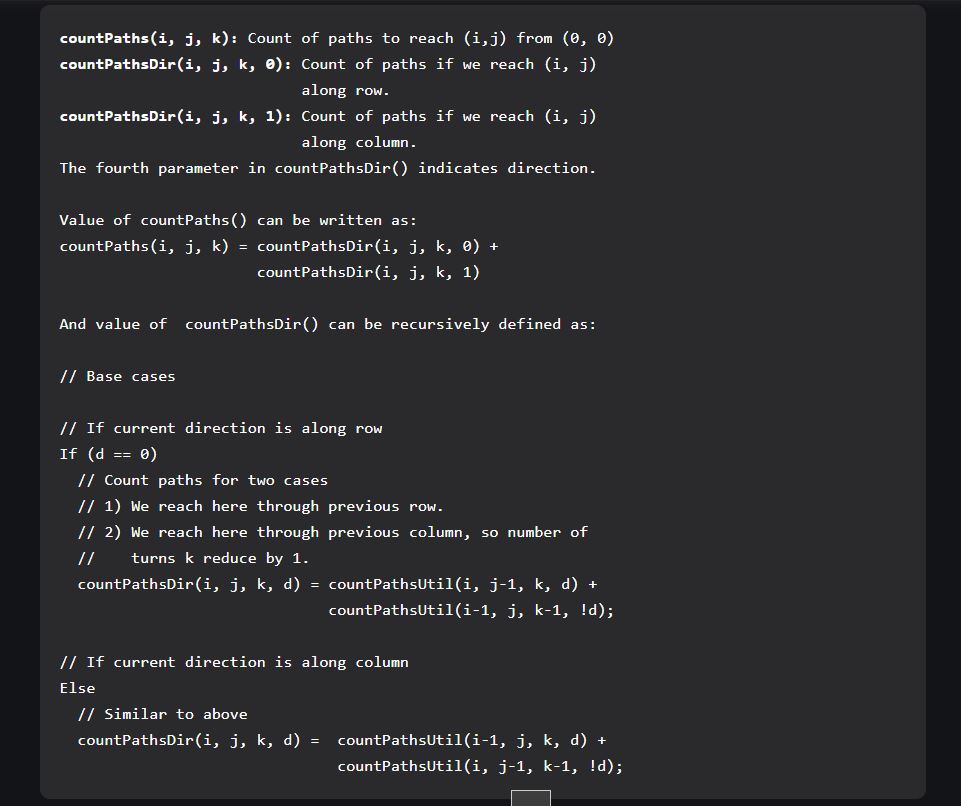 countPaths(i, j, k): Count of paths to reach (i,j) from (0, 0)
countPathsDir(i, j, k, 0): Count of paths if we reach (i, j)
along row.
countPathsDir(i, j, k, 1): Count of paths if we reach (i, j)
along column.
The fourth parameter in countPathsDir() indicates direction.
Value of countPaths() can be written as:
countPaths(i, j, k) = countPathsDir(i, j, k, 0) +
countPathsDir(i, j, k, 1)
And value of  countPathsDir() can be recursively defined as:
// Base cases
// If current direction is along row
If (d == 0)
// Count paths for two cases
// 1) We reach here through previous row.
// 2) We reach here through previous column, so number of
//    turns k reduce by 1.
countPathsDir(i, j, k, d) = countPathsUtil(i, j-1, k, d) +
countPathsUtil(i-1, j, k-1, !d);
// If current direction is along column
Else
// Similar to above
countPathsDir(i, j, k, d) =  countPathsUtil(i-1, j, k, d) +
countPathsUtil(i, j-1, k-1, !d);